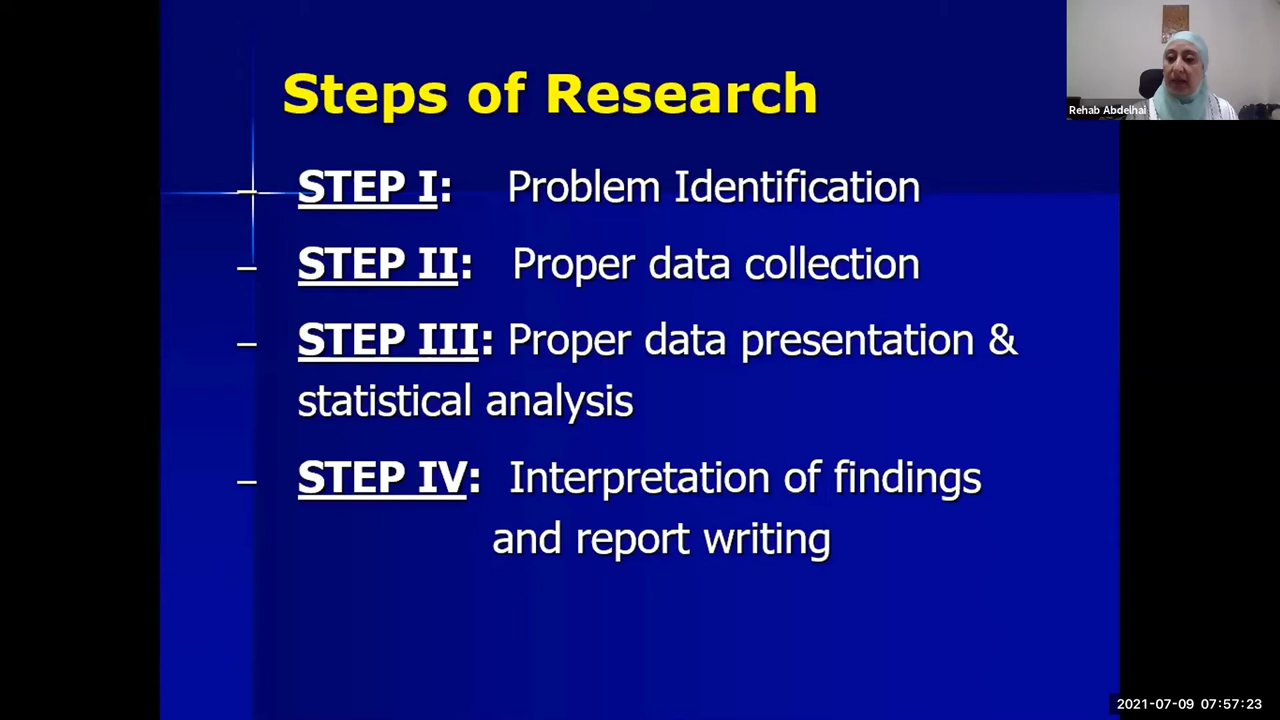 Steps of Research
– STEP I: Problem Identification
– STEP II: Proper data collection
– STEP III: Proper data presentation &
statistical analysis
– STEP IV: Interpretation of findings
and report writing
Rehab Abdelhai
2021-07-09 07:57:23